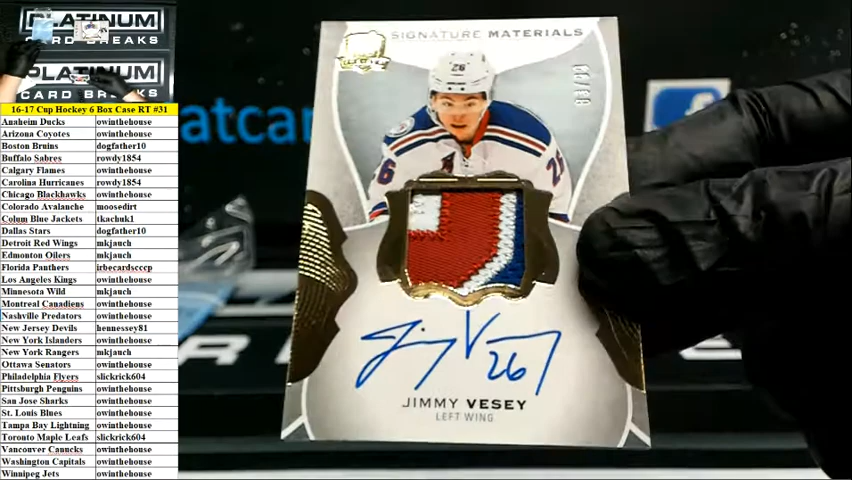 PLATINUM
CARD BREAKS
PLATINUM
CARD BREAKS
16-17 Cup Hockey 6 Box Case RT #31
Anaheim Ducks owinthehouse
Arizona Coyotes owinthehouse
Boston Bruins dogfather10
Buffalo Sabres rowdy1854
Calgary Flames owinthehouse
Carolina Hurricanes rowdy1854
Chicago Blackhawks owinthehouse
Colorado Avalanche moosedirt
Colum Blue Jackets tkachuk1
Dallas Stars dogfather10
Detroit Red Wings mkjauch
Edmonton Oilers mkjauch
Florida Panthers irbecardscccp
Los Angeles Kings owinthehouse
Minnesota Wild mkjauch
Montreal Canadiens owinthehouse
Nashville Predators owinthehouse
New Jersey Devils hennessey81
New York Islanders owinthehouse
New York Rangers mkjauch
Ottawa Senators owinthehouse
Philadelphia Flyers slickrick604
Pittsburgh Penguins owinthehouse
San Jose Sharks owinthehouse
St. Louis Blues owinthehouse
Tampa Bay Lightning owinthehouse
Toronto Maple Leafs slickrick604
Vancouver Canucks owinthehouse
Washington Capitals owinthehouse
Winnipeg Jets owinthehouse
SIGNATURE MATERIALS
26
26
26
JIMMY VESEY
LEFT WING
atcar